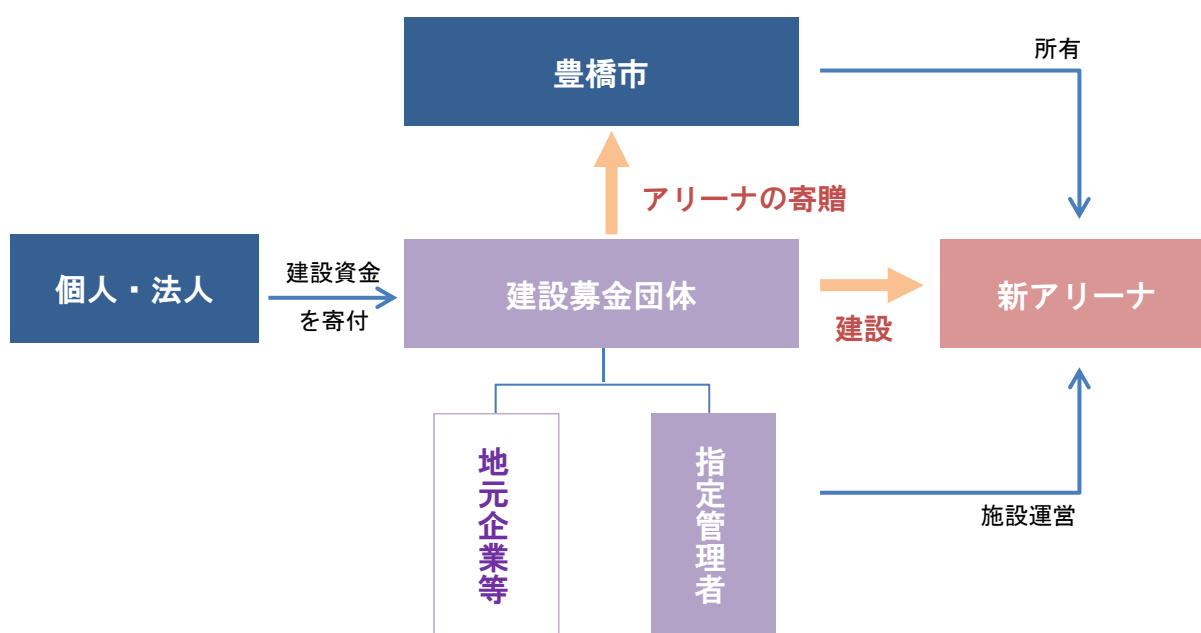 豊橋市
所有
アリーナの寄贈
個人・法人
建設資金
を寄付
建設募金団体
建設
新アリーナ
地元企業等
指定管理者
施設運営